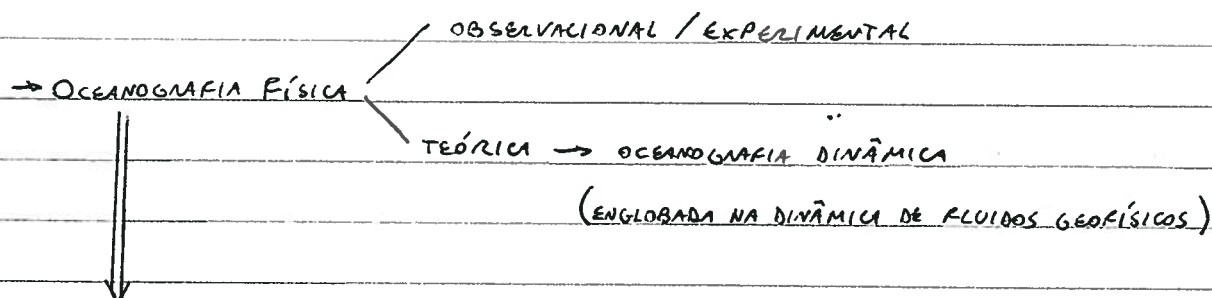 OBSERVACIONAL / EXPERIMENTAL
→ OCEANOGRAFIA FÍSICA
TEÓRICA → OCEANOGRAFIA DINÂMICA
(ENGLOBADA NA DINÂMICA DE FLUIDOS GEOFÍSICOS)